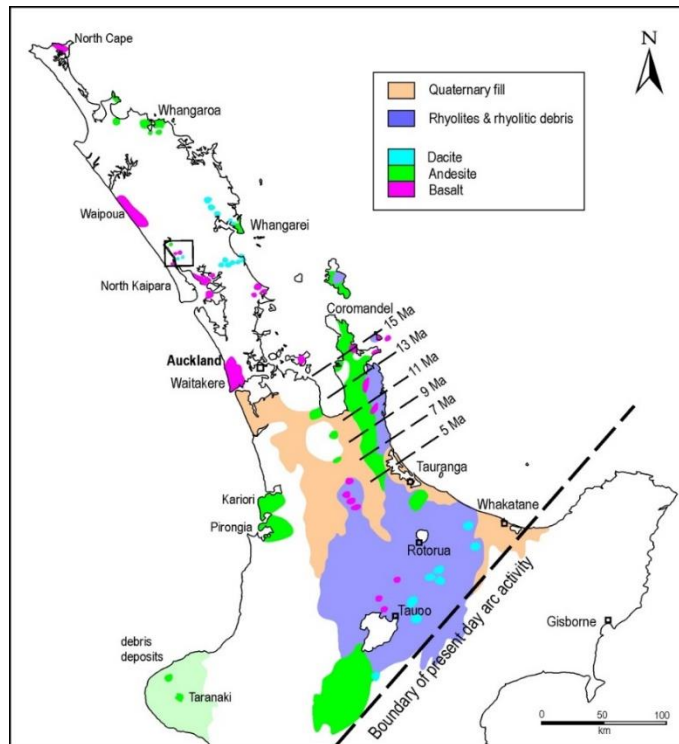 North Cape
N
Whangaroa
Quaternary fill
Rhyolites & rhyolitic debris
Dacite
Andesite
Basalt
Waipoua
Whangarei
North Kaipara
Coromandel
15 Ma
13 Ma
11 Ma
9 Ma
7 Ma
5 Ma
Auckland
Waitakere
Tauranga
Kariori
Whakatane
Pirongia
Rotorua
Boundary of present day arc activity
Tauoo
Gisborne
debris
deposits
Taranaki
0 50 100
km